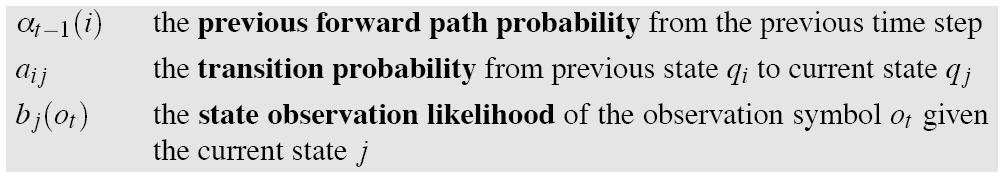 αₜ₋₁(i) the previous forward path probability from the previous time step
aᵢⱼ the transition probability from previous state qᵢ to current state qⱼ
bⱼ(oₜ) the state observation likelihood of the observation symbol oₜ given
the current state j